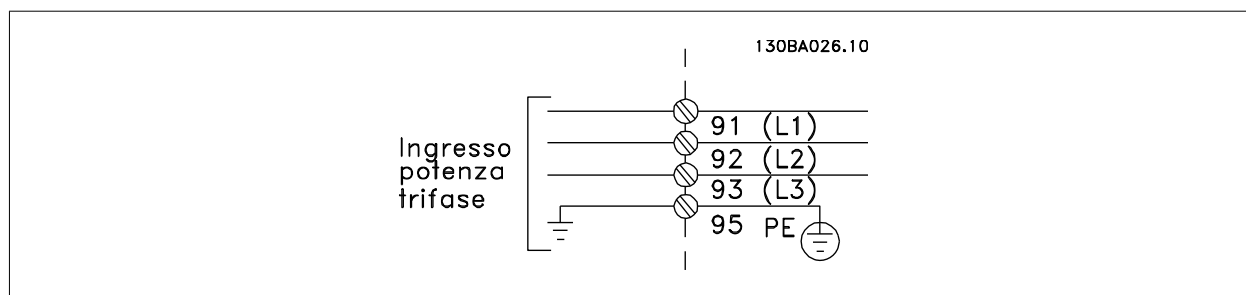 130BA026.10
Ingresso
potenza
trifase
91 (L1)
92 (L2)
93 (L3)
95 PE